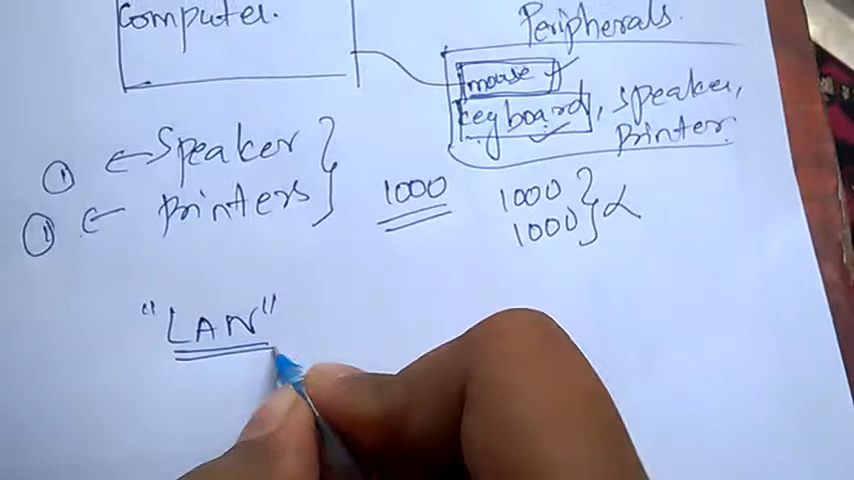 Computer.
Peripherals.
mouse ✓
keyboard, speaker,
printer.
① ← Speaker
① ← Printers } 1000
1000
1000 } α
"LAN"